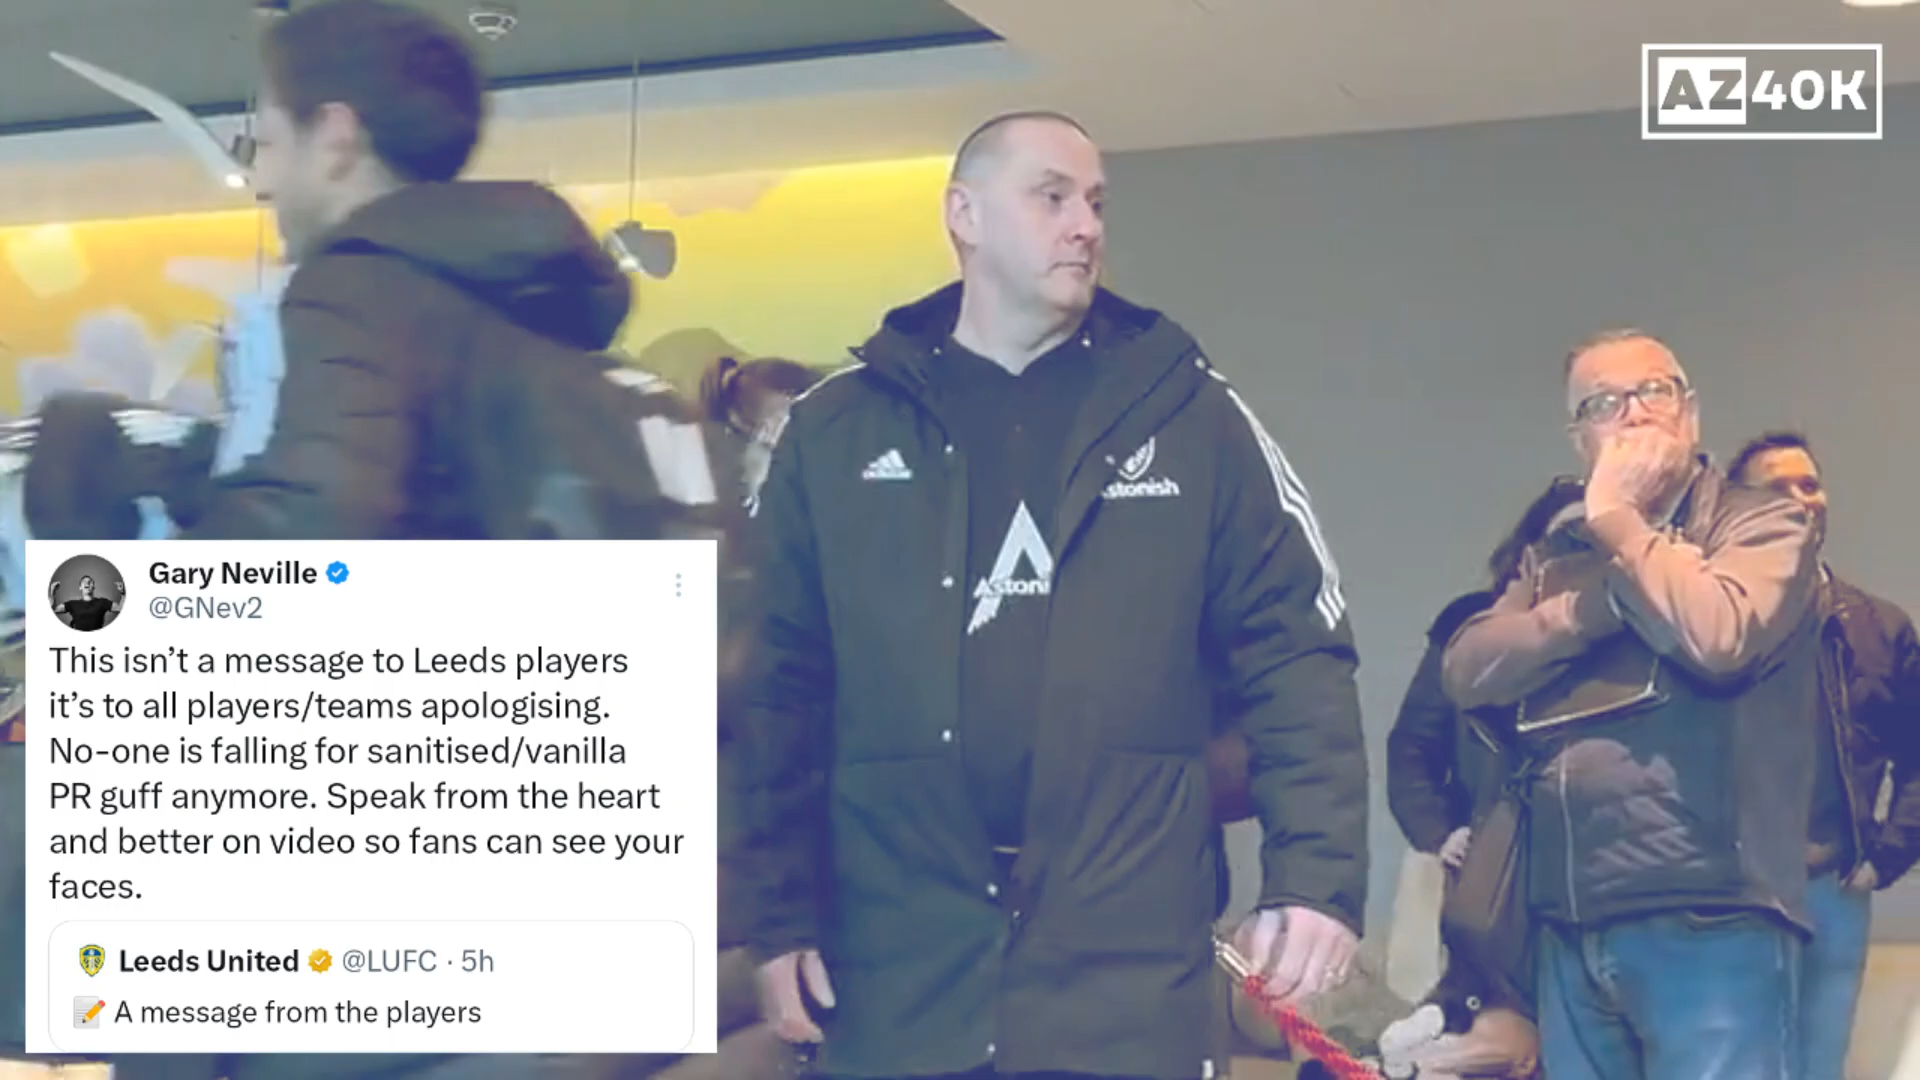 AZ40K
stonish
Astoni
Gary Neville
@GNev2
This isn't a message to Leeds players
it's to all players/teams apologising.
No-one is falling for sanitised/vanilla
PR guff anymore. Speak from the heart
and better on video so fans can see your
faces.
Leeds United @LUFC · 5h
📝 A message from the players